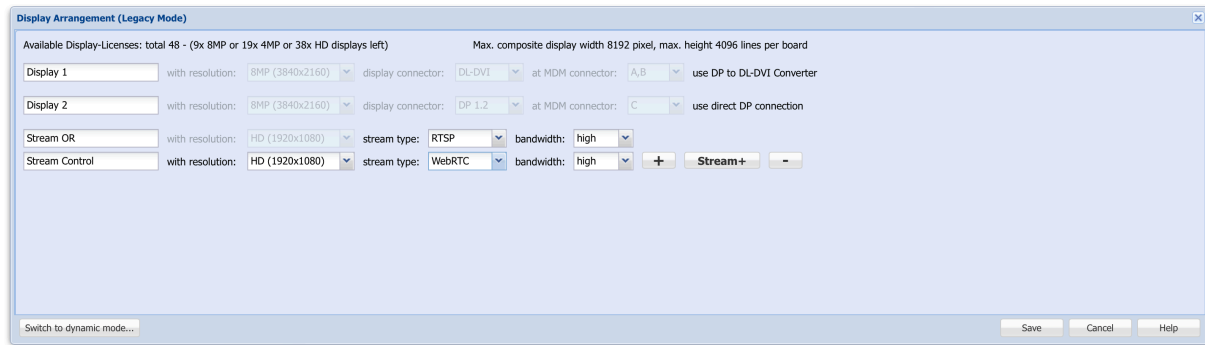 Display Arrangement (Legacy Mode)
Available Display-Licenses: total 48 - (9x 8MP or 19x 4MP or 38x HD displays left) Max. composite display width 8192 pixel, max. height 4096 lines per board
Display 1 with resolution: 8MP (3840x2160) display connector: DL-DVI at MDM connector: A,B use DP to DL-DVI Converter
Display 2 with resolution: 8MP (3840x2160) display connector: DP 1.2 at MDM connector: C use direct DP connection
Stream OR with resolution: HD (1920x1080) stream type: RTSP bandwidth: high
Stream Control with resolution: HD (1920x1080) stream type: WebRTC bandwidth: high + Stream+ -
Switch to dynamic mode... Save Cancel Help